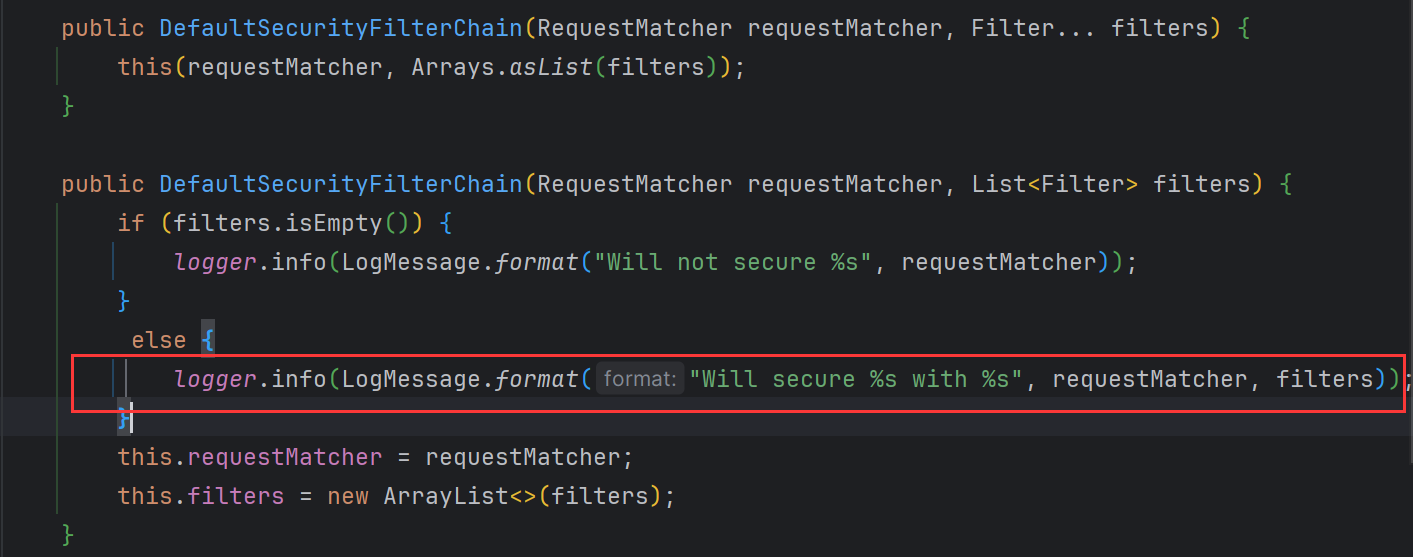 public DefaultSecurityFilterChain(RequestMatcher requestMatcher, Filter... filters) {
this(requestMatcher, Arrays.asList(filters));
}
public DefaultSecurityFilterChain(RequestMatcher requestMatcher, List<Filter> filters) {
if (filters.isEmpty()) {
logger.info(LogMessage.format("Will not secure %s", requestMatcher));
}
else {
logger.info(LogMessage.format( format: "Will secure %s with %s", requestMatcher, filters));
}
this.requestMatcher = requestMatcher;
this.filters = new ArrayList<>(filters);
}